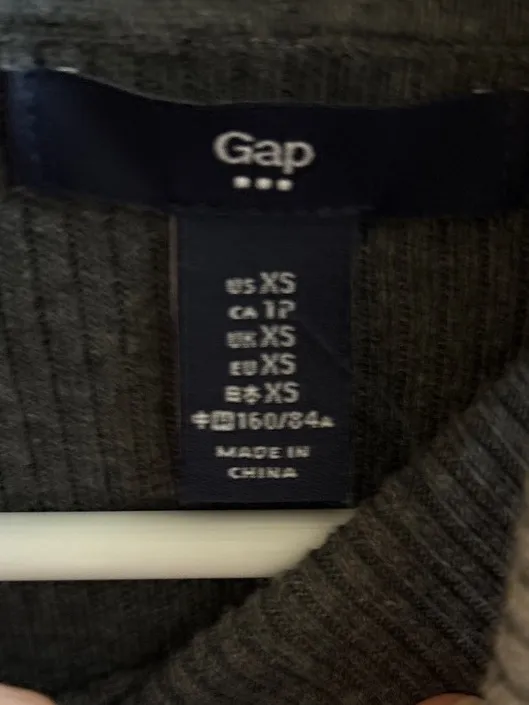 Gap
US XS
CA 1P
UK XS
EU XS
日本 XS
中国 160/84A
MADE IN
CHINA